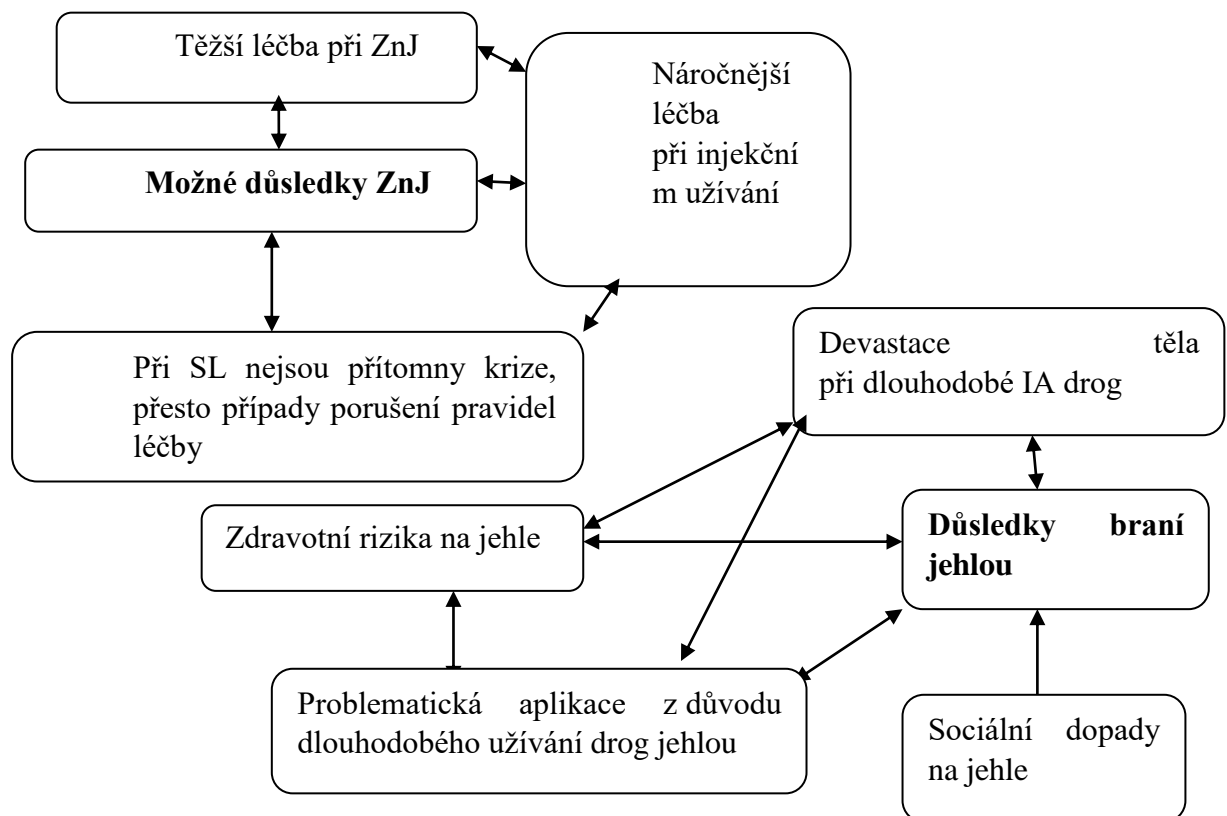 Těžší léčba při ZnJ
Náročnější
léčba
při injekční
m užívání
Možné důsledky ZnJ
Při SL nejsou přítomny krize,
přesto případy porušení pravidel
léčby
Devastace těla
při dlouhodobé IA drog
Zdravotní rizika na jehle
Důsledky braní
jehlou
Problematická aplikace z důvodu
dlouhodobého užívání drog jehlou
Sociální dopady
na jehle